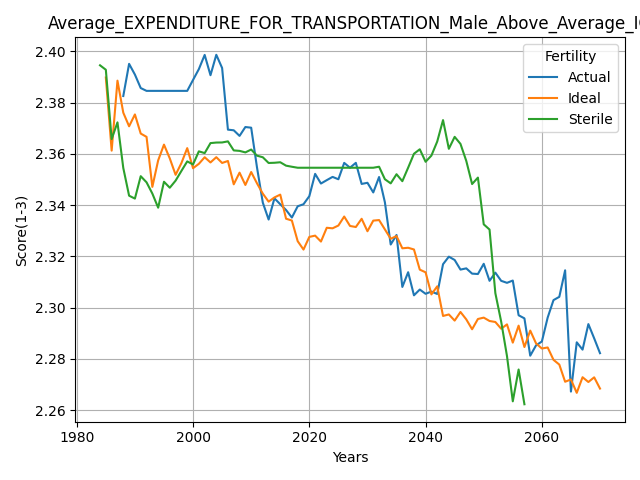 Average_EXPENDITURE_FOR_TRANSPORTATION_Male_Above_Average_I
Fertility
Actual
Ideal
Sterile
Score(1-3)
2.40
2.38
2.36
2.34
2.32
2.30
2.28
2.26
1980
2000
2020
2040
2060
Years